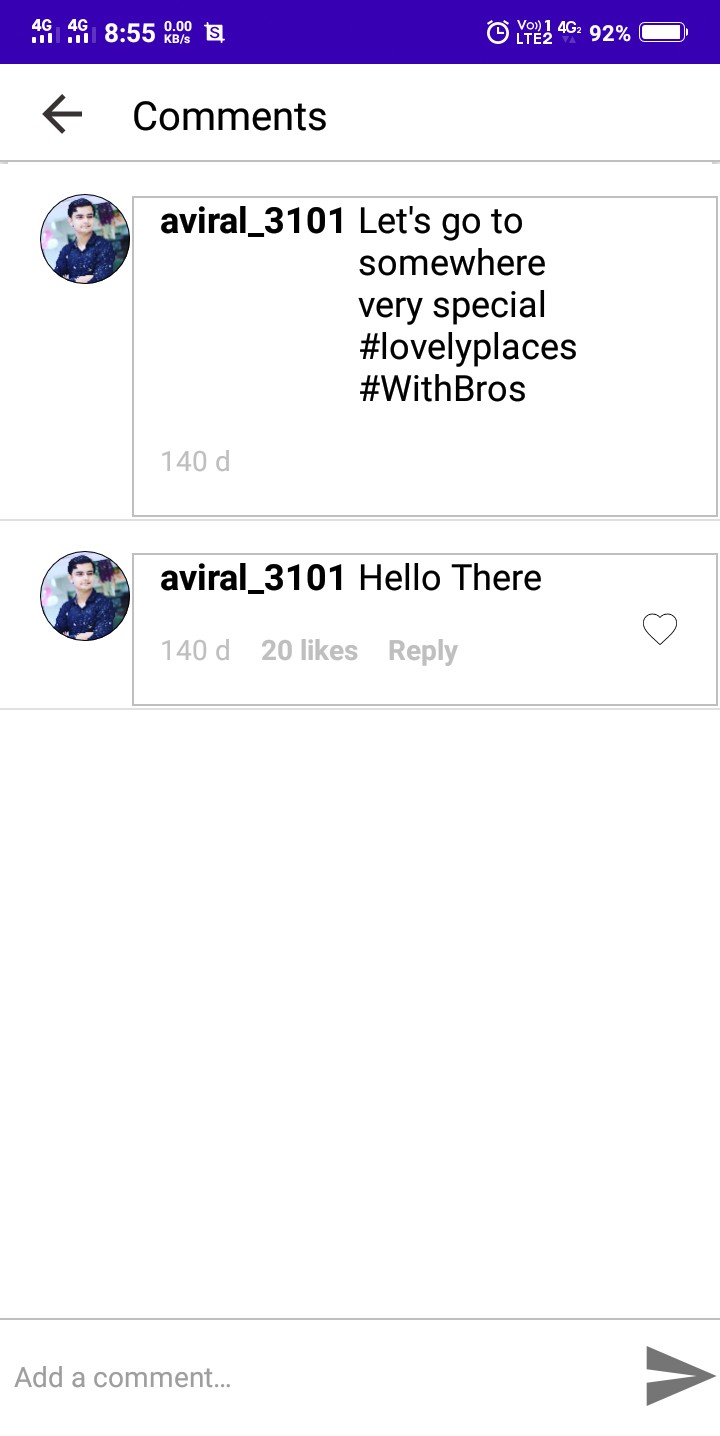 4G 4G 8:55 0.00 KB/s VoI) 1 LTE2 4G2 92%
Comments
aviral_3101 Let's go to
somewhere
very special
#lovelyplaces
#WithBros
140 d
aviral_3101 Hello There
140 d 20 likes Reply
Add a comment...